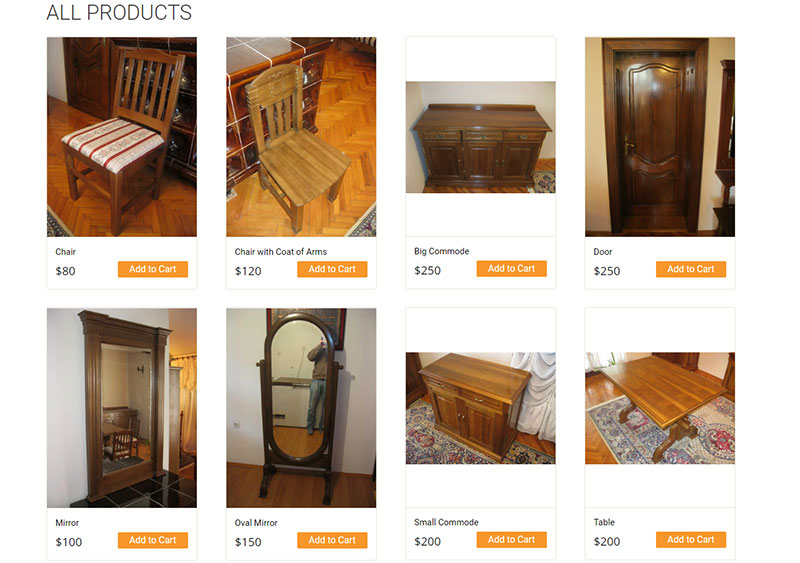 ALL PRODUCTS
Chair
$80 Add to Cart
Chair with Coat of Arms
$120 Add to Cart
Big Commode
$250 Add to Cart
Door
$250 Add to Cart
Mirror
$100 Add to Cart
Oval Mirror
$150 Add to Cart
Small Commode
$200 Add to Cart
Table
$200 Add to Cart